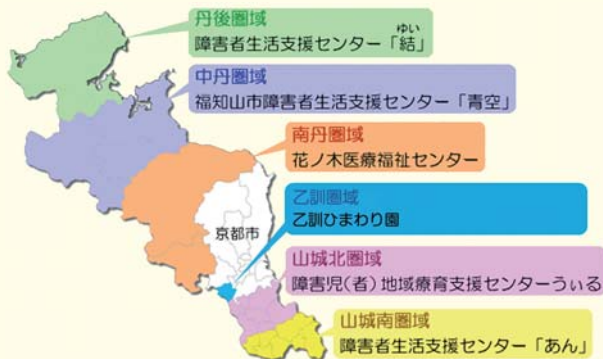 丹後圏域
ゆい
障害者生活支援センター「結」
中丹圏域
福知山市障害者生活支援センター「青空」
南丹圏域
花ノ木医療福祉センター
乙訓圏域
乙訓ひまわり園
京都市
山城北圏域
障害児(者)地域療育支援センターうぃる
山城南圏域
障害者生活支援センター「あん」